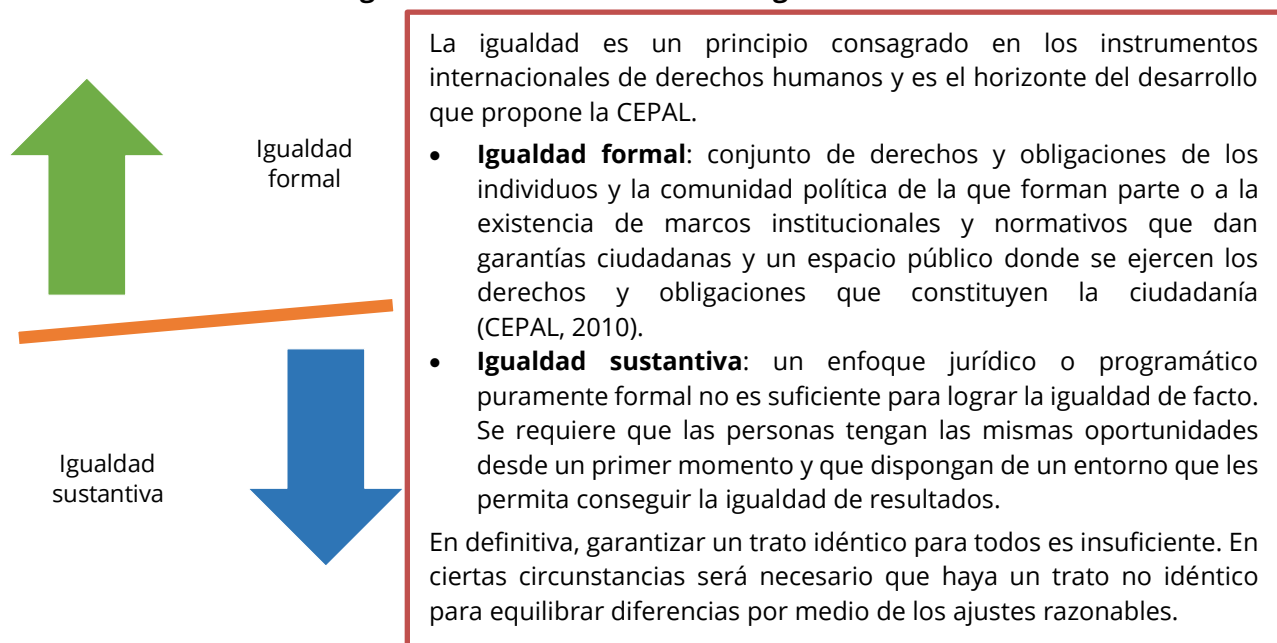 La igualdad es un principio consagrado en los instrumentos
internacionales de derechos humanos y es el horizonte del desarrollo
que propone la CEPAL.
Igualdad
formal
• Igualdad formal: conjunto de derechos y obligaciones de los
individuos y la comunidad política de la que forman parte o a la
existencia de marcos institucionales y normativos que dan
garantías ciudadanas y un espacio público donde se ejercen los
derechos y obligaciones que constituyen la ciudadanía
(CEPAL, 2010).
• Igualdad sustantiva: un enfoque jurídico o programático
puramente formal no es suficiente para lograr la igualdad de facto.
Se requiere que las personas tengan las mismas oportunidades
desde un primer momento y que dispongan de un entorno que les
permita conseguir la igualdad de resultados.
Igualdad
sustantiva
En definitiva, garantizar un trato idéntico para todos es insuficiente. En
ciertas circunstancias será necesario que haya un trato no idéntico
para equilibrar diferencias por medio de los ajustes razonables.